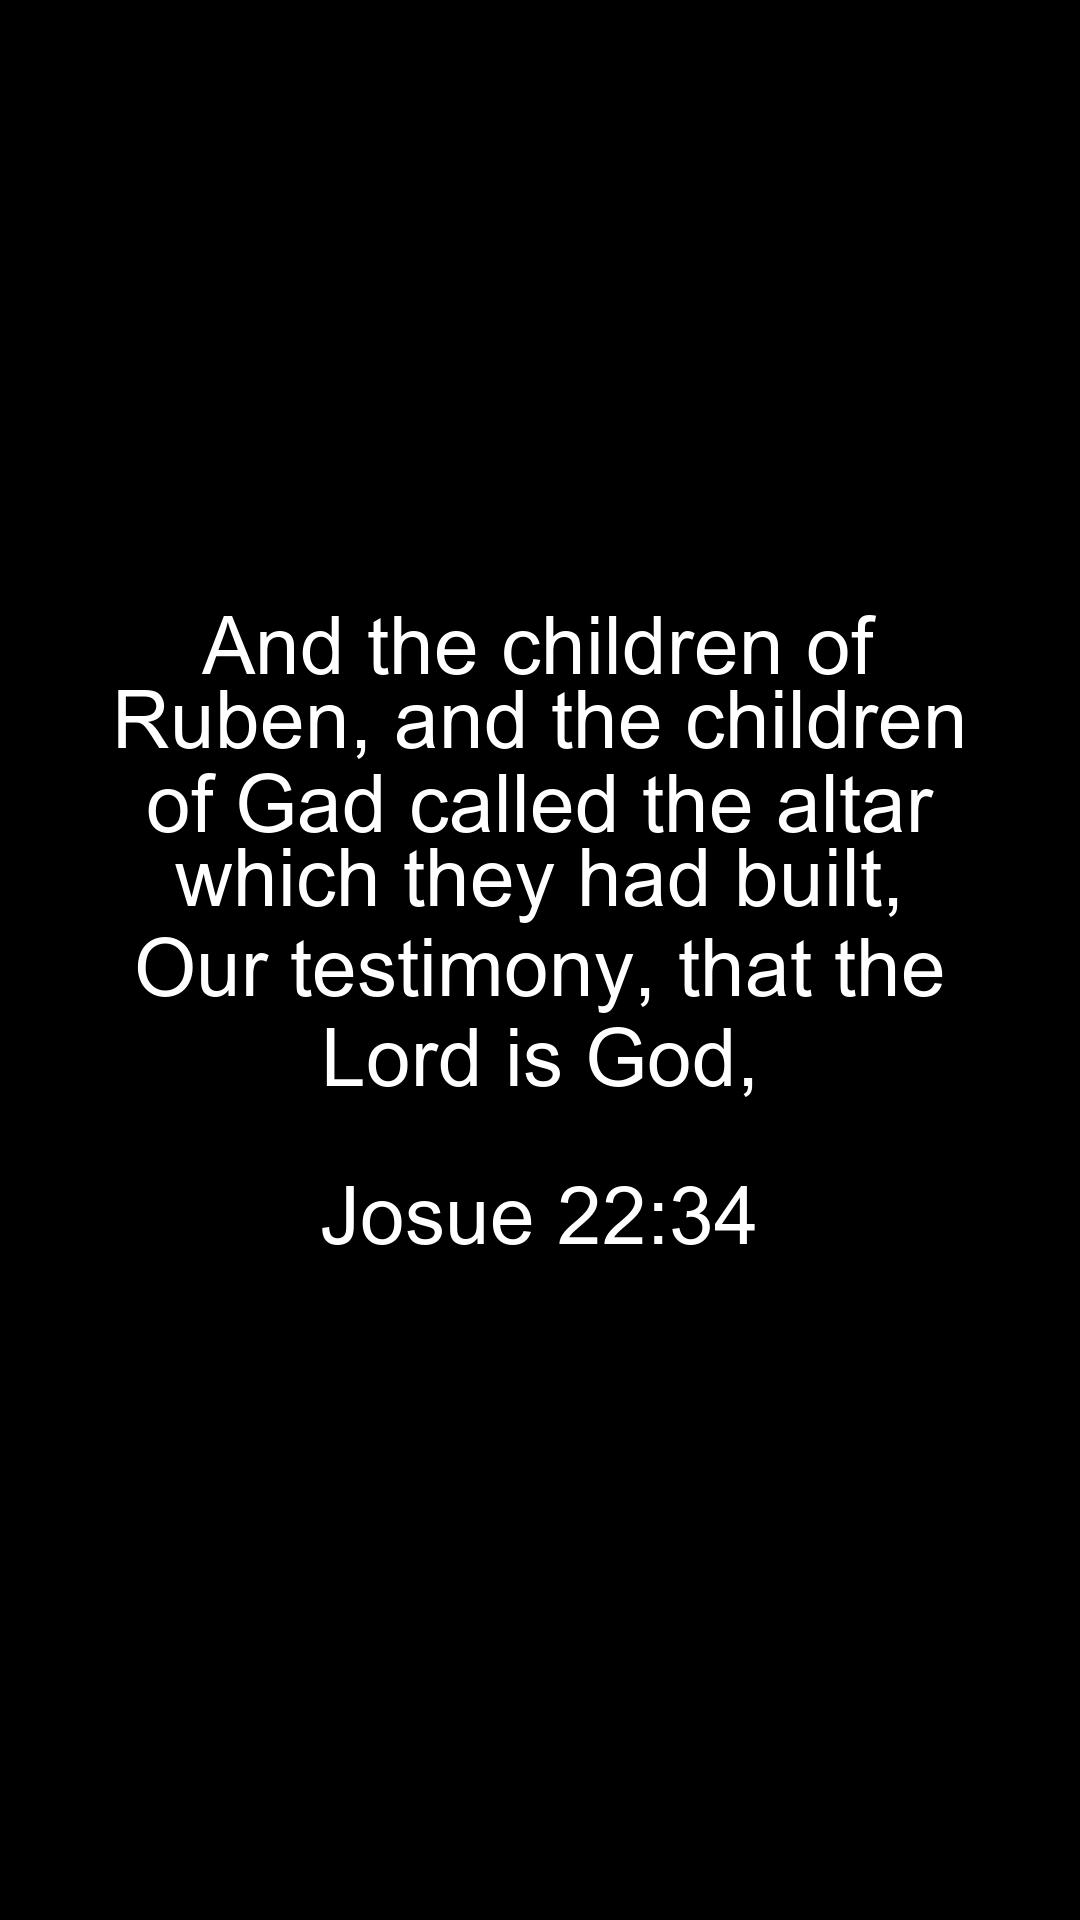 And the children of
Ruben, and the children
of Gad called the altar
which they had built,
Our testimony, that the
Lord is God,
Josue 22:34